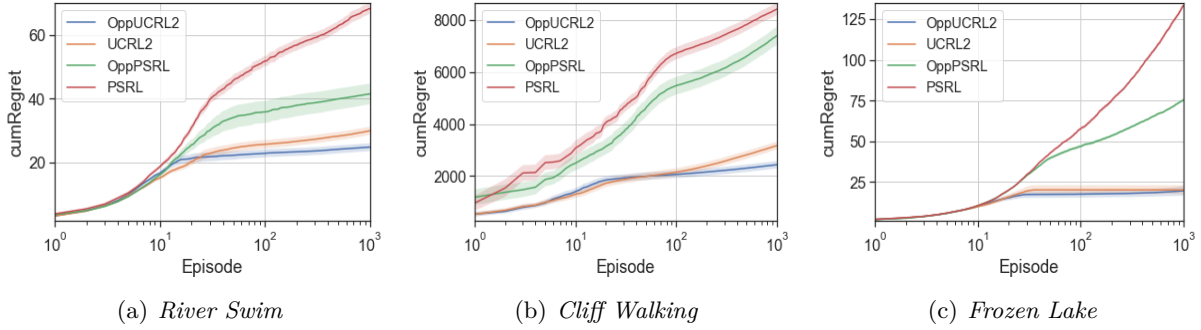 OppUCRL2
UCRL2
OppPSRL
PSRL
cumRegret
60
40
20
10^0
10^1
10^2
10^3
Episode
(a) River Swim
OppUCRL2
UCRL2
OppPSRL
PSRL
cumRegret
8000
6000
4000
2000
10^0
10^1
10^2
10^3
Episode
(b) Cliff Walking
OppUCRL2
UCRL2
OppPSRL
PSRL
cumRegret
125
100
75
50
25
10^0
10^1
10^2
10^3
Episode
(c) Frozen Lake